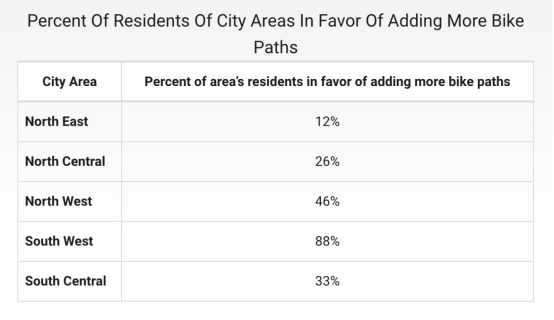 Percent Of Residents Of City Areas In Favor Of Adding More Bike
Paths
City Area Percent of area's residents in favor of adding more bike paths
North East 12%
North Central 26%
North West 46%
South West 88%
South Central 33%